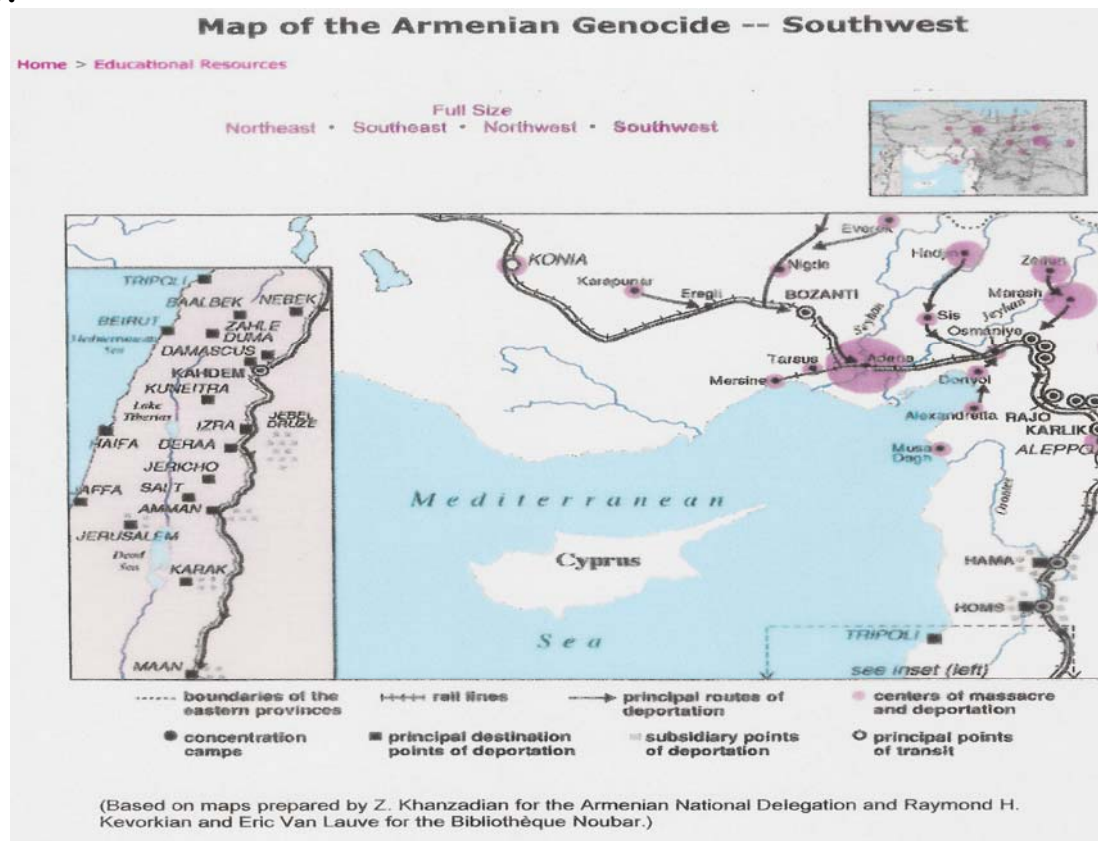 Map of the Armenian Genocide -- Southwest
Home > Educational Resources
Full Size
Northeast • Southeast • Northwest • Southwest
TRIPOLI
BAALBEK
NEBEK
BEIRUT
ZAHLE
DUMA
Mediterranean
Sea
DAMASCUS
KAHDEM
KUNEITRA
Lake
Tiberias
IZRA
JEBEL
DRUZE
HAIFA
DERAA
JERICHO
JAFFA
SALT
AMMAN
JERUSALEM
Dead
Sea
KARAK
MAAN
KONIA
Karapunar
Eregli
Everek
Nigde
BOZANTI
Hadjin
Zeitun
Marash
Seyhan
Jeyhan
Sis
Osmaniye
Tarsus
Adana
Mersine
Dortyol
Alexandretta
RAJO
KARLIK
Musa
Dagh
ALEPPO
Orontes
Mediterranean
Cyprus
Sea
HAMA
HOMS
TRIPOLI
see inset (left)
boundaries of the
eastern provinces
rail lines
principal routes of
deportation
centers of massacre
and deportation
concentration
camps
principal destination
points of deportation
subsidiary points
of deportation
principal points
of transit
(Based on maps prepared by Z. Khanzadian for the Armenian National Delegation and Raymond H.
Kevorkian and Eric Van Lauve for the Bibliothèque Noubar.)